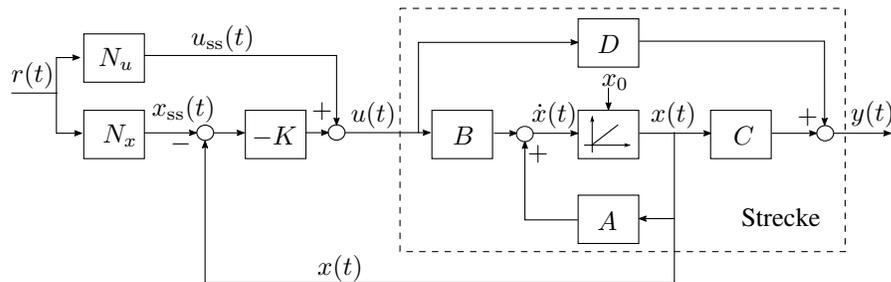 r(t)
N_u
u_ss(t)
N_x
x_ss(t)
−
−K
+
u(t)
D
B
ẋ(t)
+
x_0
x(t)
C
+
y(t)
A
Strecke
x(t)